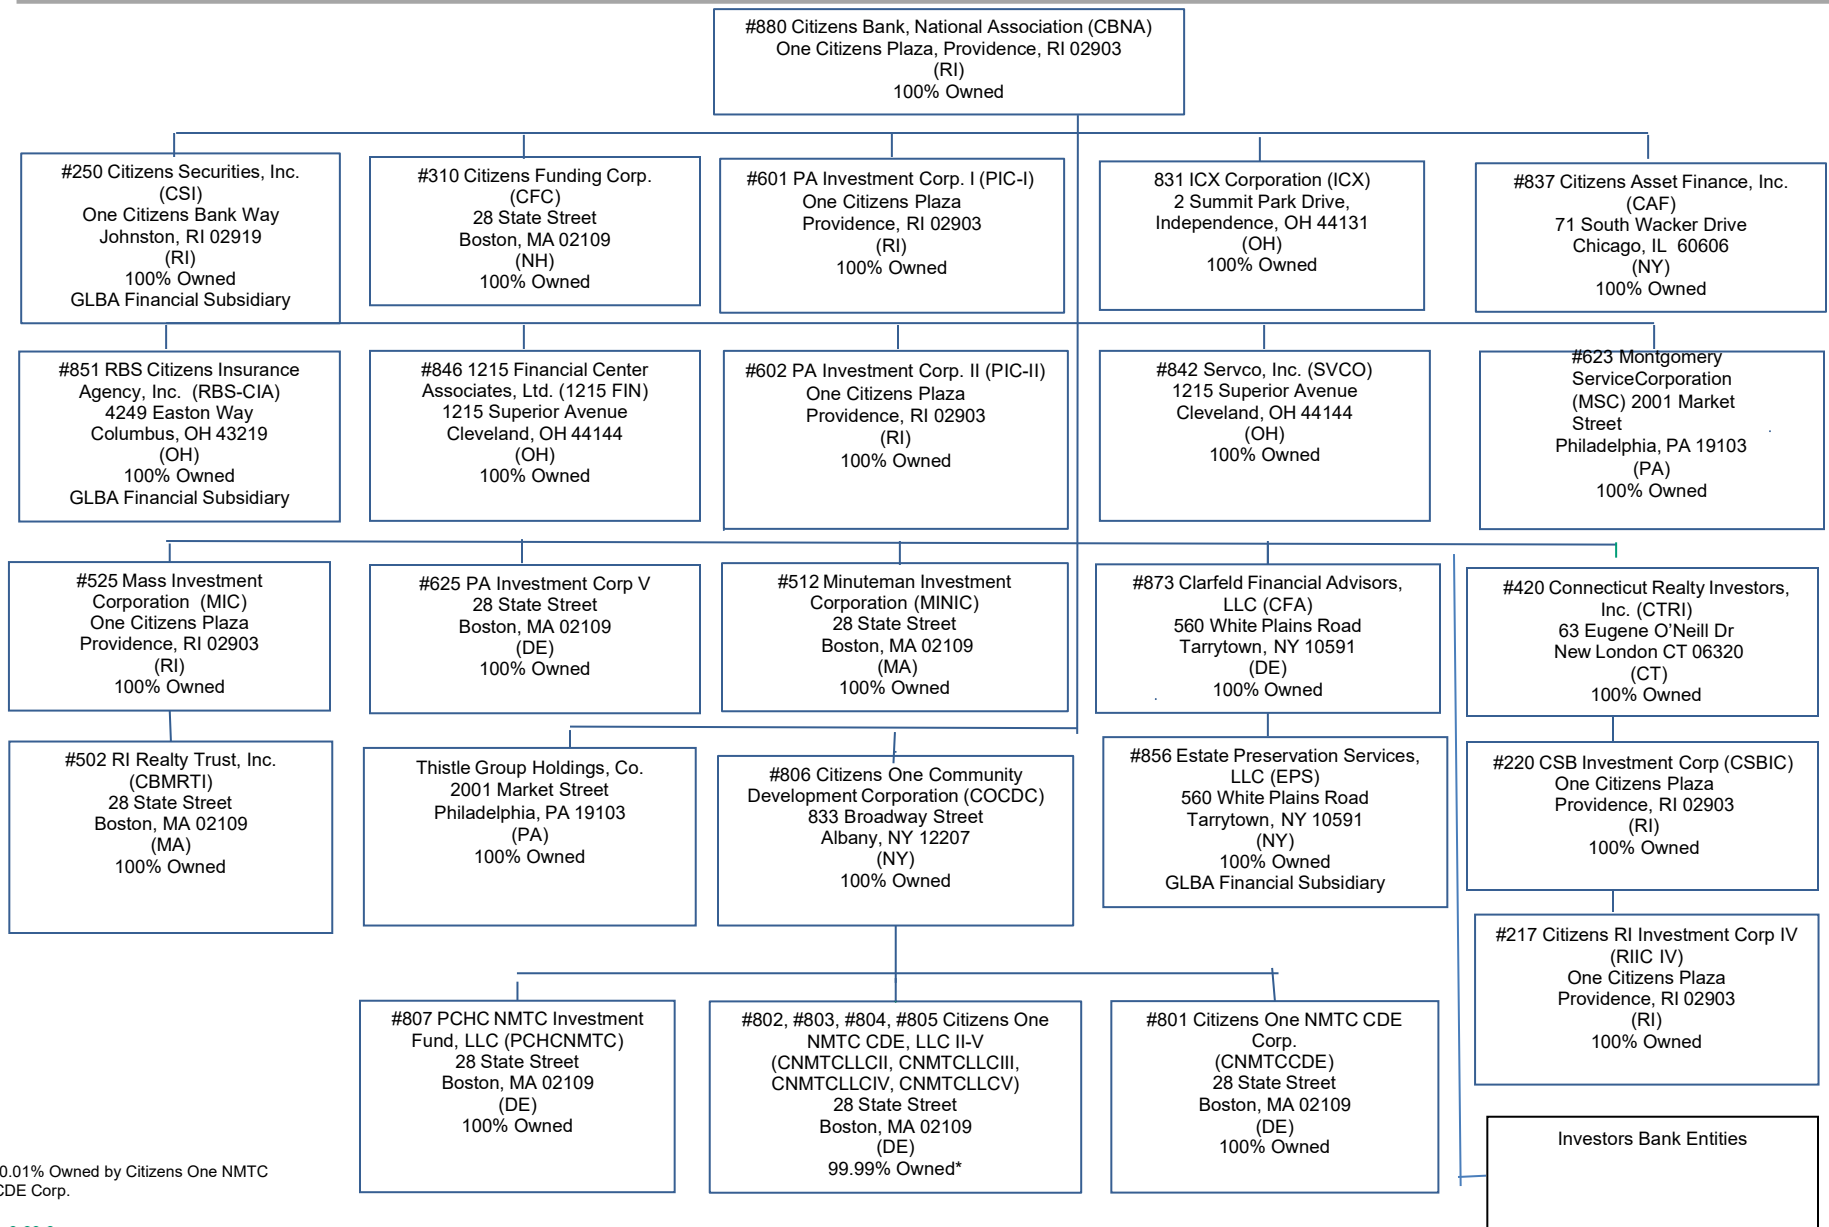 #880 Citizens Bank, National Association (CBNA)
One Citizens Plaza, Providence, RI 02903
(RI)
100% Owned
#250 Citizens Securities, Inc.
(CSI)
One Citizens Bank Way
Johnston, RI 02919
(RI)
100% Owned
GLBA Financial Subsidiary
#310 Citizens Funding Corp.
(CFC)
28 State Street
Boston, MA 02109
(NH)
100% Owned
#601 PA Investment Corp. I (PIC-I)
One Citizens Plaza
Providence, RI 02903
(RI)
100% Owned
831 ICX Corporation (ICX)
2 Summit Park Drive,
Independence, OH 44131
(OH)
100% Owned
#837 Citizens Asset Finance, Inc.
(CAF)
71 South Wacker Drive
Chicago, IL 60606
(NY)
100% Owned
#851 RBS Citizens Insurance
Agency, Inc. (RBS-CIA)
4249 Easton Way
Columbus, OH 43219
(OH)
100% Owned
GLBA Financial Subsidiary
#846 1215 Financial Center
Associates, Ltd. (1215 FIN)
1215 Superior Avenue
Cleveland, OH 44144
(OH)
100% Owned
#602 PA Investment Corp. II (PIC-II)
One Citizens Plaza
Providence, RI 02903
(RI)
100% Owned
#842 Servco, Inc. (SVCO)
1215 Superior Avenue
Cleveland, OH 44144
(OH)
100% Owned
#623 Montgomery
ServiceCorporation
(MSC) 2001 Market
Street
Philadelphia, PA 19103
(PA)
100% Owned
#525 Mass Investment
Corporation (MIC)
One Citizens Plaza
Providence, RI 02903
(RI)
100% Owned
#625 PA Investment Corp V
28 State Street
Boston, MA 02109
(DE)
100% Owned
#512 Minuteman Investment
Corporation (MINIC)
28 State Street
Boston, MA 02109
(MA)
100% Owned
#873 Clarfeld Financial Advisors,
LLC (CFA)
560 White Plains Road
Tarrytown, NY 10591
(DE)
100% Owned
#420 Connecticut Realty Investors,
Inc. (CTRI)
63 Eugene O’Neill Dr
New London CT 06320
(CT)
100% Owned
#502 RI Realty Trust, Inc.
(CBMRTI)
28 State Street
Boston, MA 02109
(MA)
100% Owned
Thistle Group Holdings, Co.
2001 Market Street
Philadelphia, PA 19103
(PA)
100% Owned
#806 Citizens One Community
Development Corporation (COCDC)
833 Broadway Street
Albany, NY 12207
(NY)
100% Owned
#856 Estate Preservation Services,
LLC (EPS)
560 White Plains Road
Tarrytown, NY 10591
(NY)
100% Owned
GLBA Financial Subsidiary
#220 CSB Investment Corp (CSBIC)
One Citizens Plaza
Providence, RI 02903
(RI)
100% Owned
#217 Citizens RI Investment Corp IV
(RIIC IV)
One Citizens Plaza
Providence, RI 02903
(RI)
100% Owned
#807 PCHC NMTC Investment
Fund, LLC (PCHCNMTC)
28 State Street
Boston, MA 02109
(DE)
100% Owned
#802, #803, #804, #805 Citizens One
NMTC CDE, LLC II-V
(CNMTCLLCII, CNMTCLLCIII,
CNMTCLLCIV, CNMTCLLCV)
28 State Street
Boston, MA 02109
(DE)
99.99% Owned*
#801 Citizens One NMTC CDE
Corp.
(CNMTCCDE)
28 State Street
Boston, MA 02109
(DE)
100% Owned
Investors Bank Entities
0.01% Owned by Citizens One NMTC
CDE Corp.